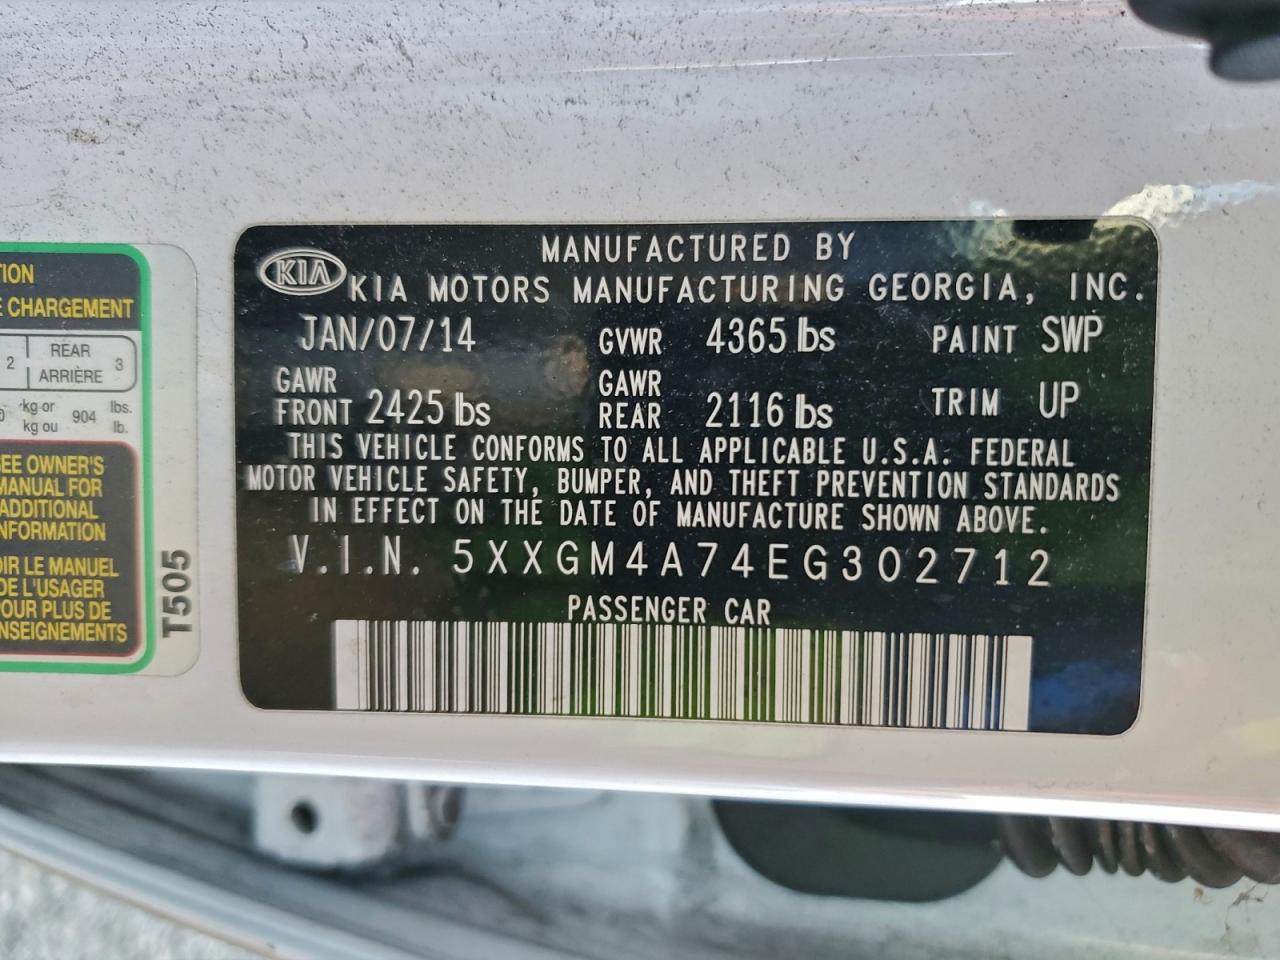 TION
E CHARGEMENT
2 REAR 3
ARRIÈRE
kg or 904 lbs.
kg ou lb.
SEE OWNER'S
MANUAL FOR
ADDITIONAL
INFORMATION
OIR LE MANUEL
DE L'USAGER
POUR PLUS DE
ENSEIGNEMENTS
T505
KIA
MANUFACTURED BY
KIA MOTORS MANUFACTURING GEORGIA, INC.
JAN/07/14 GVWR 4365 lbs PAINT SWP
GAWR FRONT 2425 lbs GAWR REAR 2116 lbs TRIM UP
THIS VEHICLE CONFORMS TO ALL APPLICABLE U.S.A. FEDERAL
MOTOR VEHICLE SAFETY, BUMPER, AND THEFT PREVENTION STANDARDS
IN EFFECT ON THE DATE OF MANUFACTURE SHOWN ABOVE.
V.I.N. 5XXGM4A74EG302712
PASSENGER CAR